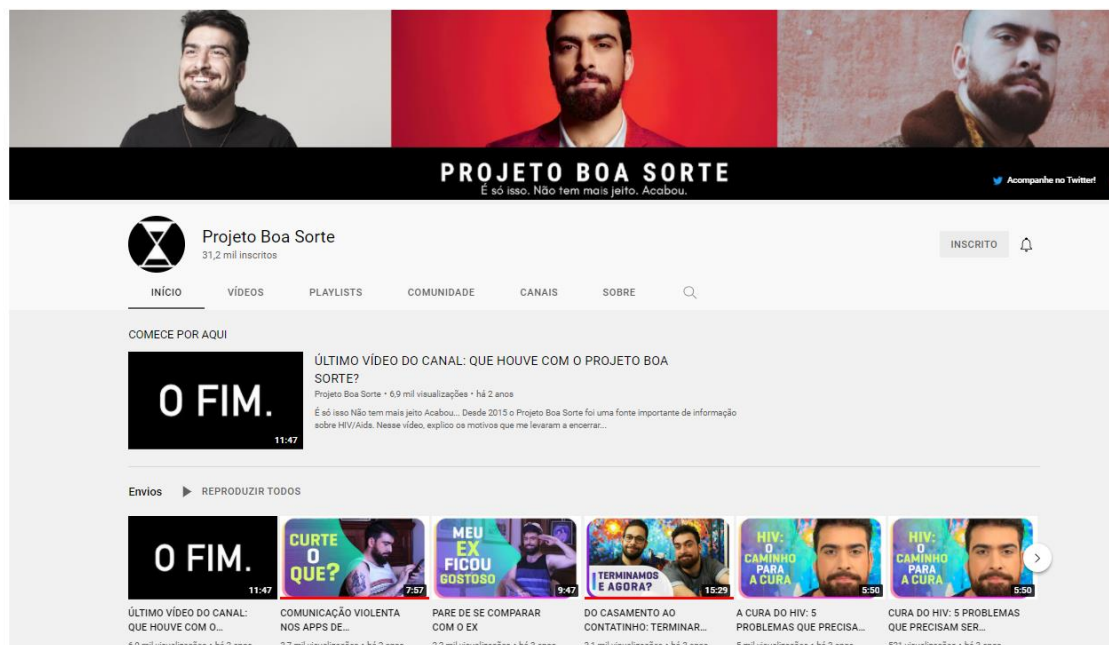 PROJETO BOA SORTE
É só isso. Não tem mais jeito. Acabou.
Acompanhe no Twitter!
Projeto Boa Sorte
31,2 mil inscritos
INSCRITO
INÍCIO VÍDEOS PLAYLISTS COMUNIDADE CANAIS SOBRE
COMECE POR AQUI
O FIM.
11:47
ÚLTIMO VÍDEO DO CANAL: QUE HOUVE COM O PROJETO BOA
SORTE?
Projeto Boa Sorte • 6,9 mil visualizações • há 2 anos
É só isso Não tem mais jeito Acabou... Desde 2015 o Projeto Boa Sorte foi uma fonte importante de informação
sobre HIV/Aids. Nesse vídeo, explico os motivos que me levaram a encerrar...
Envios REPRODUZIR TODOS
O FIM.
11:47
CURTE
O
QUE?
7:57
MEU
EX
FICOU
GOSTOSO
9:47
TERMINAMOS
E AGORA?
15:29
HIV:
O
CAMINHO
PARA
A CURA
5:50
HIV:
O
CAMINHO
PARA
A CURA
5:50
ÚLTIMO VÍDEO DO CANAL:
QUE HOUVE COM O...
COMUNICAÇÃO VIOLENTA
NOS APPS DE...
PARE DE SE COMPARAR
COM O EX
DO CASAMENTO AO
CONTATINHO: TERMINAR...
A CURA DO HIV: 5
PROBLEMAS QUE PRECISA...
CURA DO HIV: 5 PROBLEMAS
QUE PRECISAM SER...